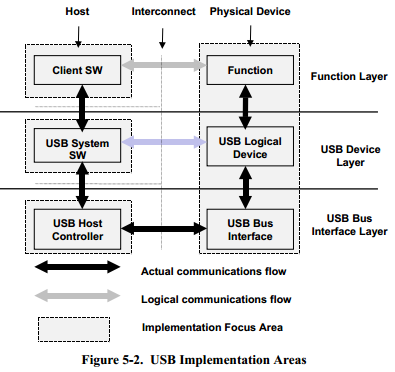 Host Interconnect Physical Device
Client SW Function Function Layer
USB System
SW
USB Logical
Device
USB Device
Layer
USB Host
Controller
USB Bus
Interface
USB Bus
Interface Layer
Actual communications flow
Logical communications flow
Implementation Focus Area
Figure 5-2. USB Implementation Areas